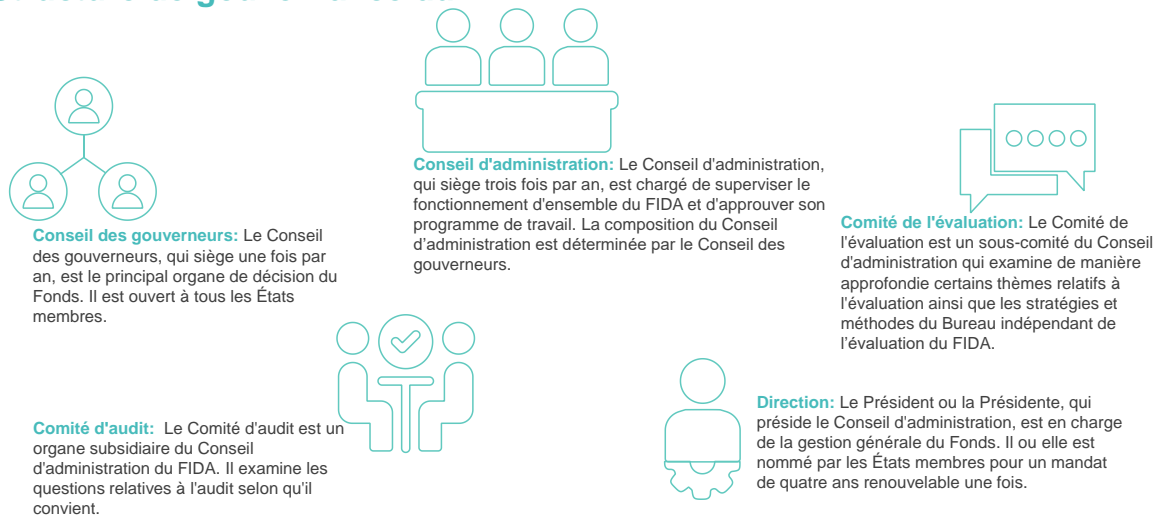 Conseil des gouverneurs: Le Conseil
des gouverneurs, qui siège une fois par
an, est le principal organe de décision du
Fonds. Il est ouvert à tous les États
membres.
Conseil d'administration: Le Conseil d'administration,
qui siège trois fois par an, est chargé de superviser le
fonctionnement d'ensemble du FIDA et d'approuver son
programme de travail. La composition du Conseil
d'administration est déterminée par le Conseil des
gouverneurs.
Comité de l'évaluation: Le Comité de
l'évaluation est un sous-comité du Conseil
d'administration qui examine de manière
approfondie certains thèmes relatifs à
l'évaluation ainsi que les stratégies et
méthodes du Bureau indépendant de
l'évaluation du FIDA.
Comité d'audit: Le Comité d'audit est un
organe subsidiaire du Conseil
d'administration du FIDA. Il examine les
questions relatives à l'audit selon qu'il
convient.
Direction: Le Président ou la Présidente, qui
préside le Conseil d'administration, est en charge
de la gestion générale du Fonds. Il ou elle est
nommé par les États membres pour un mandat
de quatre ans renouvelable une fois.